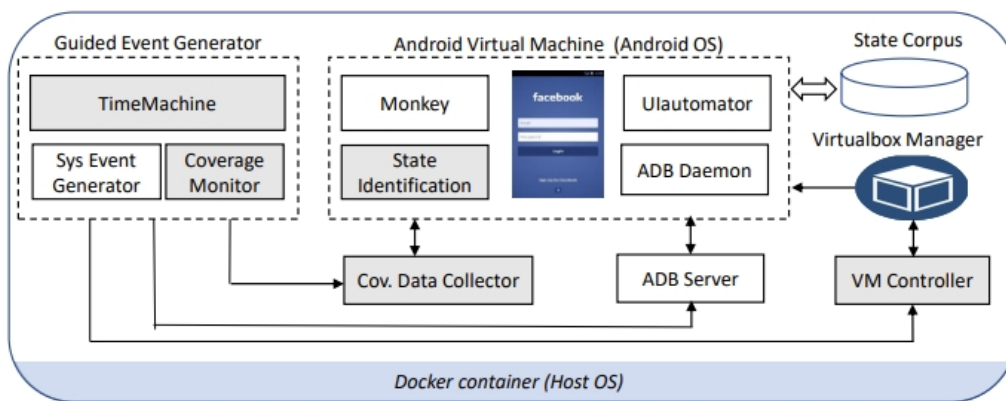 Guided Event Generator
Android Virtual Machine (Android OS)
State Corpus
TimeMachine
Monkey
facebook
UIautomator
Virtualbox Manager
Sys Event
Generator
Coverage
Monitor
State
Identification
Login
ADB Daemon
Cov. Data Collector
ADB Server
VM Controller
Docker container (Host OS)